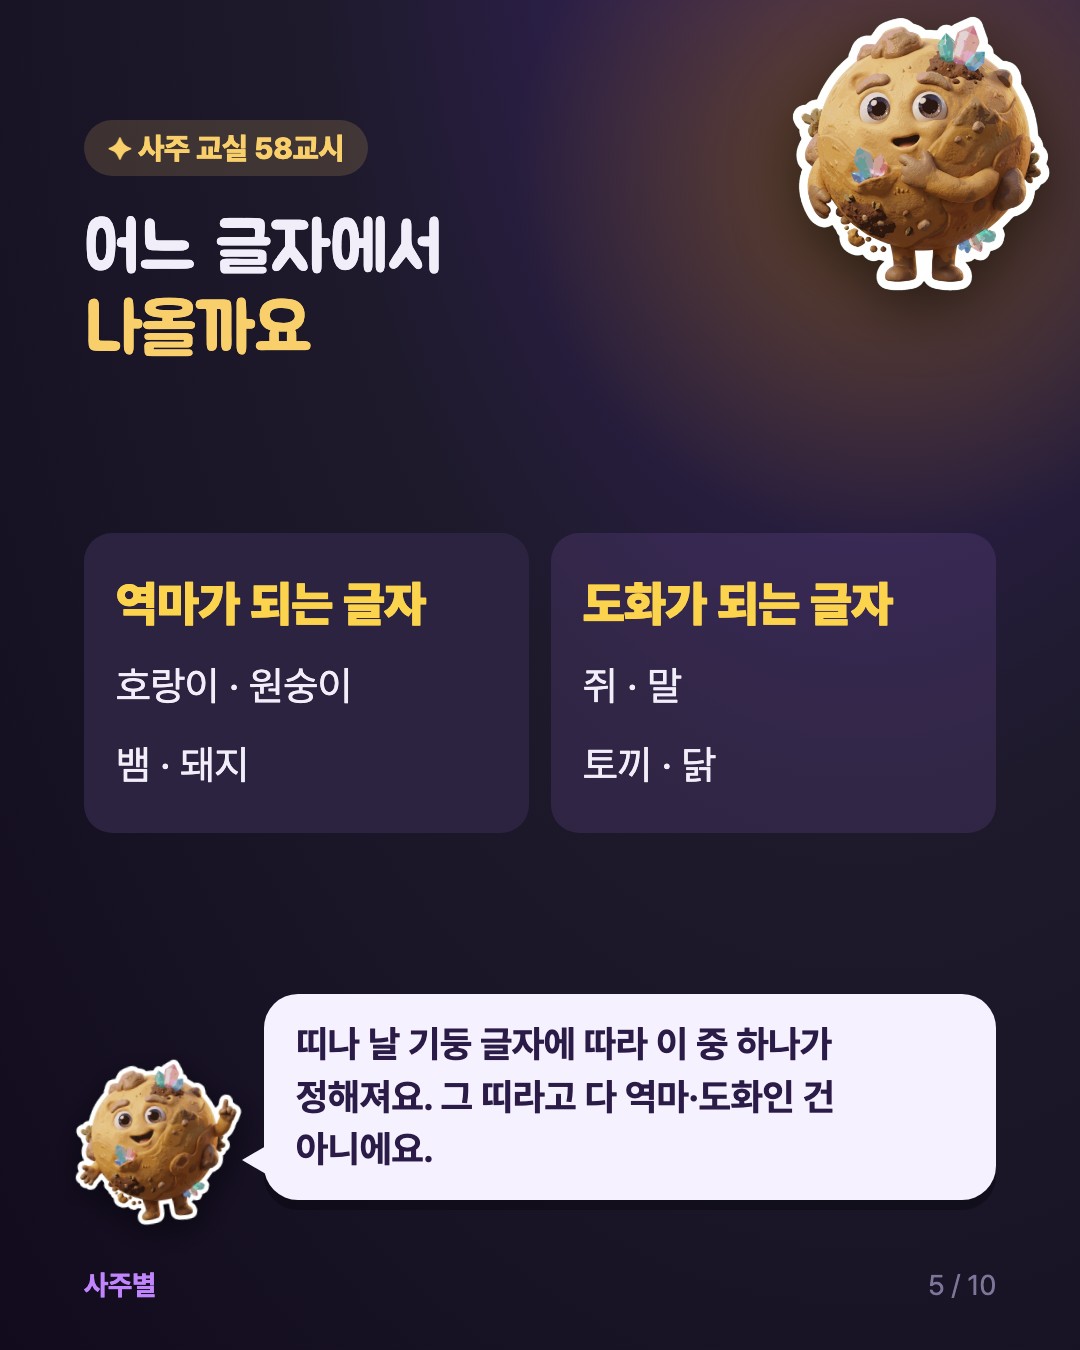 ✦ 사주 교실 58교시
어느 글자에서
나올까요
역마가 되는 글자
호랑이 · 원숭이
뱀 · 돼지
도화가 되는 글자
쥐 · 말
토끼 · 닭
띠나 날 기둥 글자에 따라 이 중 하나가
정해져요. 그 띠라고 다 역마·도화인 건
아니에요.
사주별
5 / 10